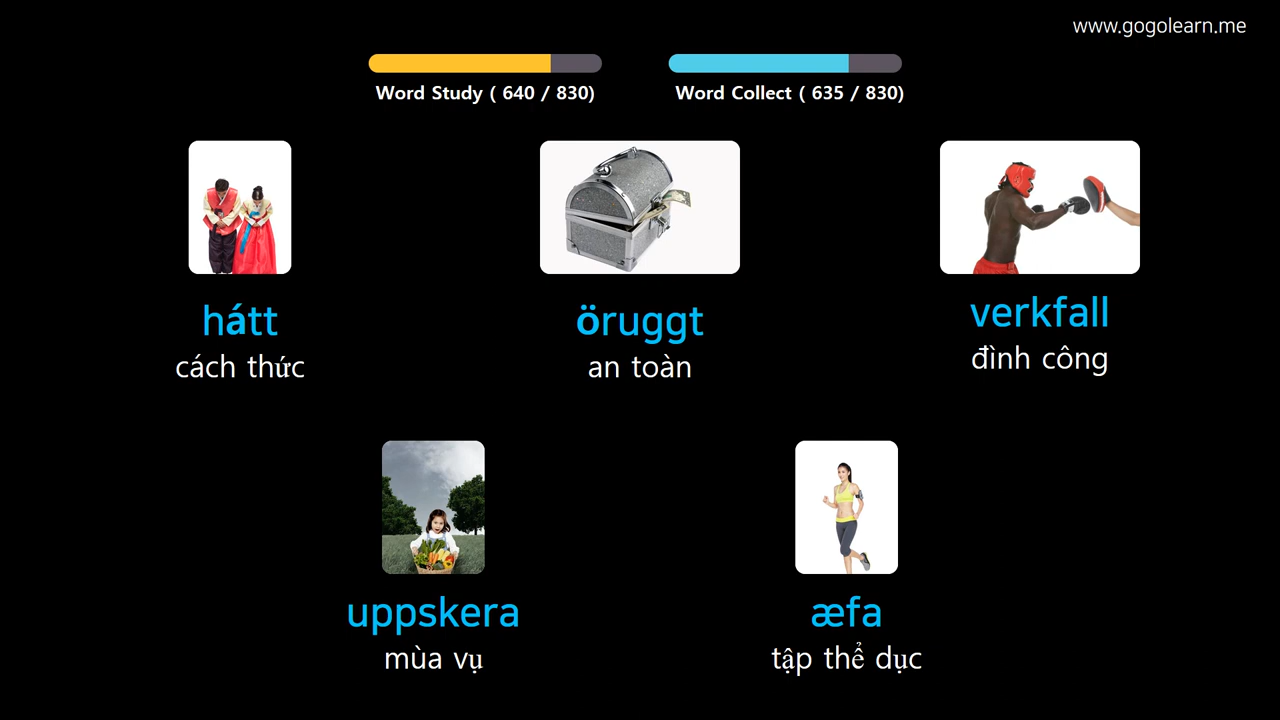 www.gogolearn.me
Word Study ( 640 / 830)
Word Collect ( 635 / 830)
hátt
cách thức
öruggt
an toàn
verkfall
đình công
uppskera
mùa vụ
æfa
tập thể dục